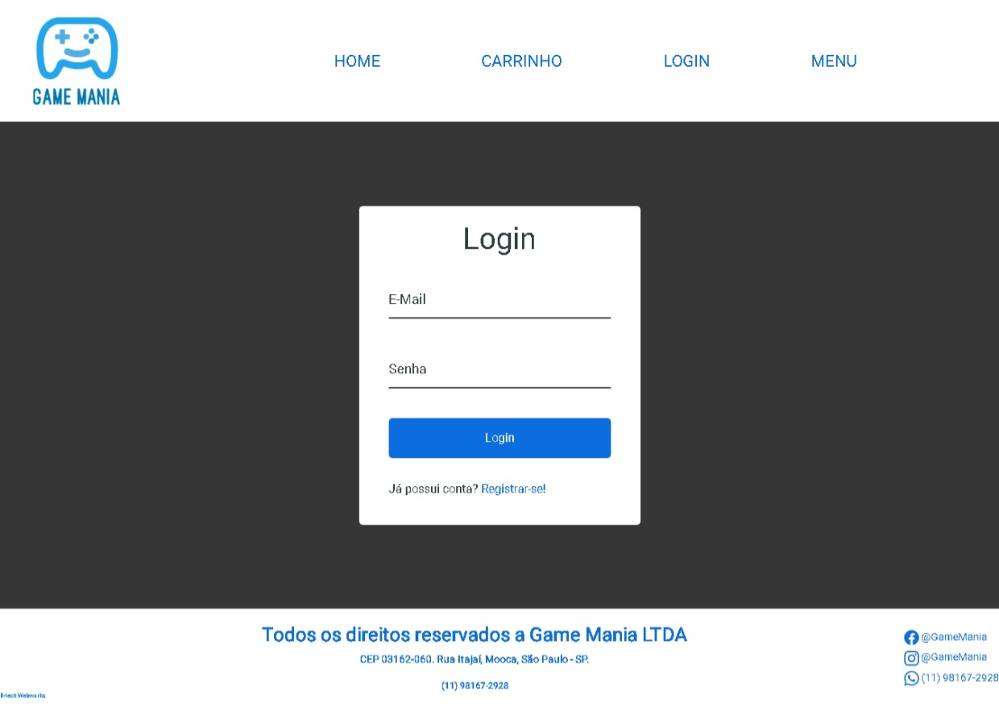 GAME MANIA
HOME
CARRINHO
LOGIN
MENU
Login
E-Mail
Senha
Login
Já possui conta? Registrar-se!
Todos os direitos reservados a Game Mania LTDA
CEP 03162-060. Rua Itajaí, Mooca, São Paulo - SP.
(11) 98167-2928
@GameMania
@GameMania
(11) 98167-2928